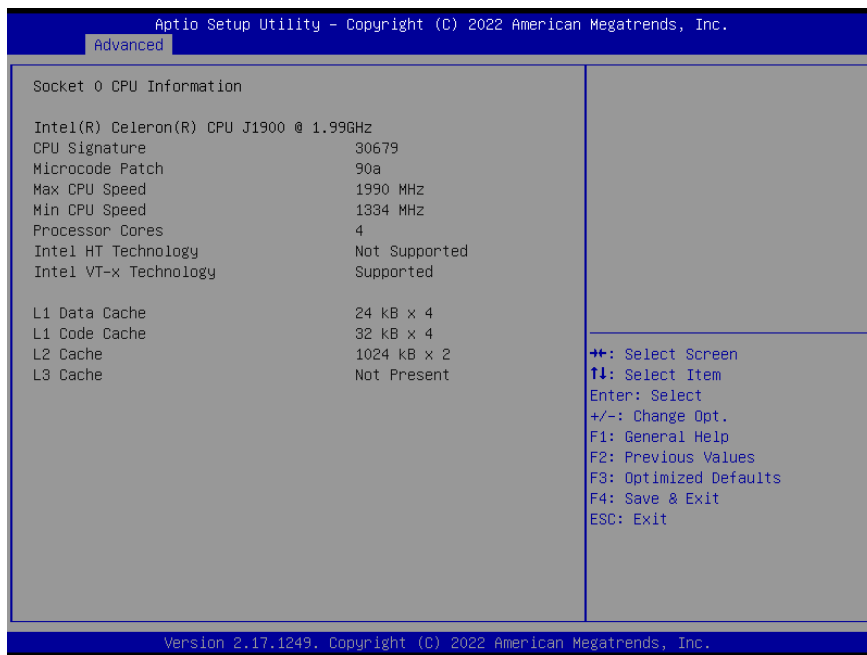 Aptio Setup Utility – Copyright (C) 2022 American Megatrends, Inc.
Advanced
Socket 0 CPU Information
Intel(R) Celeron(R) CPU J1900 @ 1.99GHz
CPU Signature 30679
Microcode Patch 90a
Max CPU Speed 1990 MHz
Min CPU Speed 1334 MHz
Processor Cores 4
Intel HT Technology Not Supported
Intel VT-x Technology Supported
L1 Data Cache 24 kB x 4
L1 Code Cache 32 kB x 4
L2 Cache 1024 kB x 2
L3 Cache Not Present
→←: Select Screen
↑↓: Select Item
Enter: Select
+/-: Change Opt.
F1: General Help
F2: Previous Values
F3: Optimized Defaults
F4: Save & Exit
ESC: Exit
Version 2.17.1249. Copyright (C) 2022 American Megatrends, Inc.